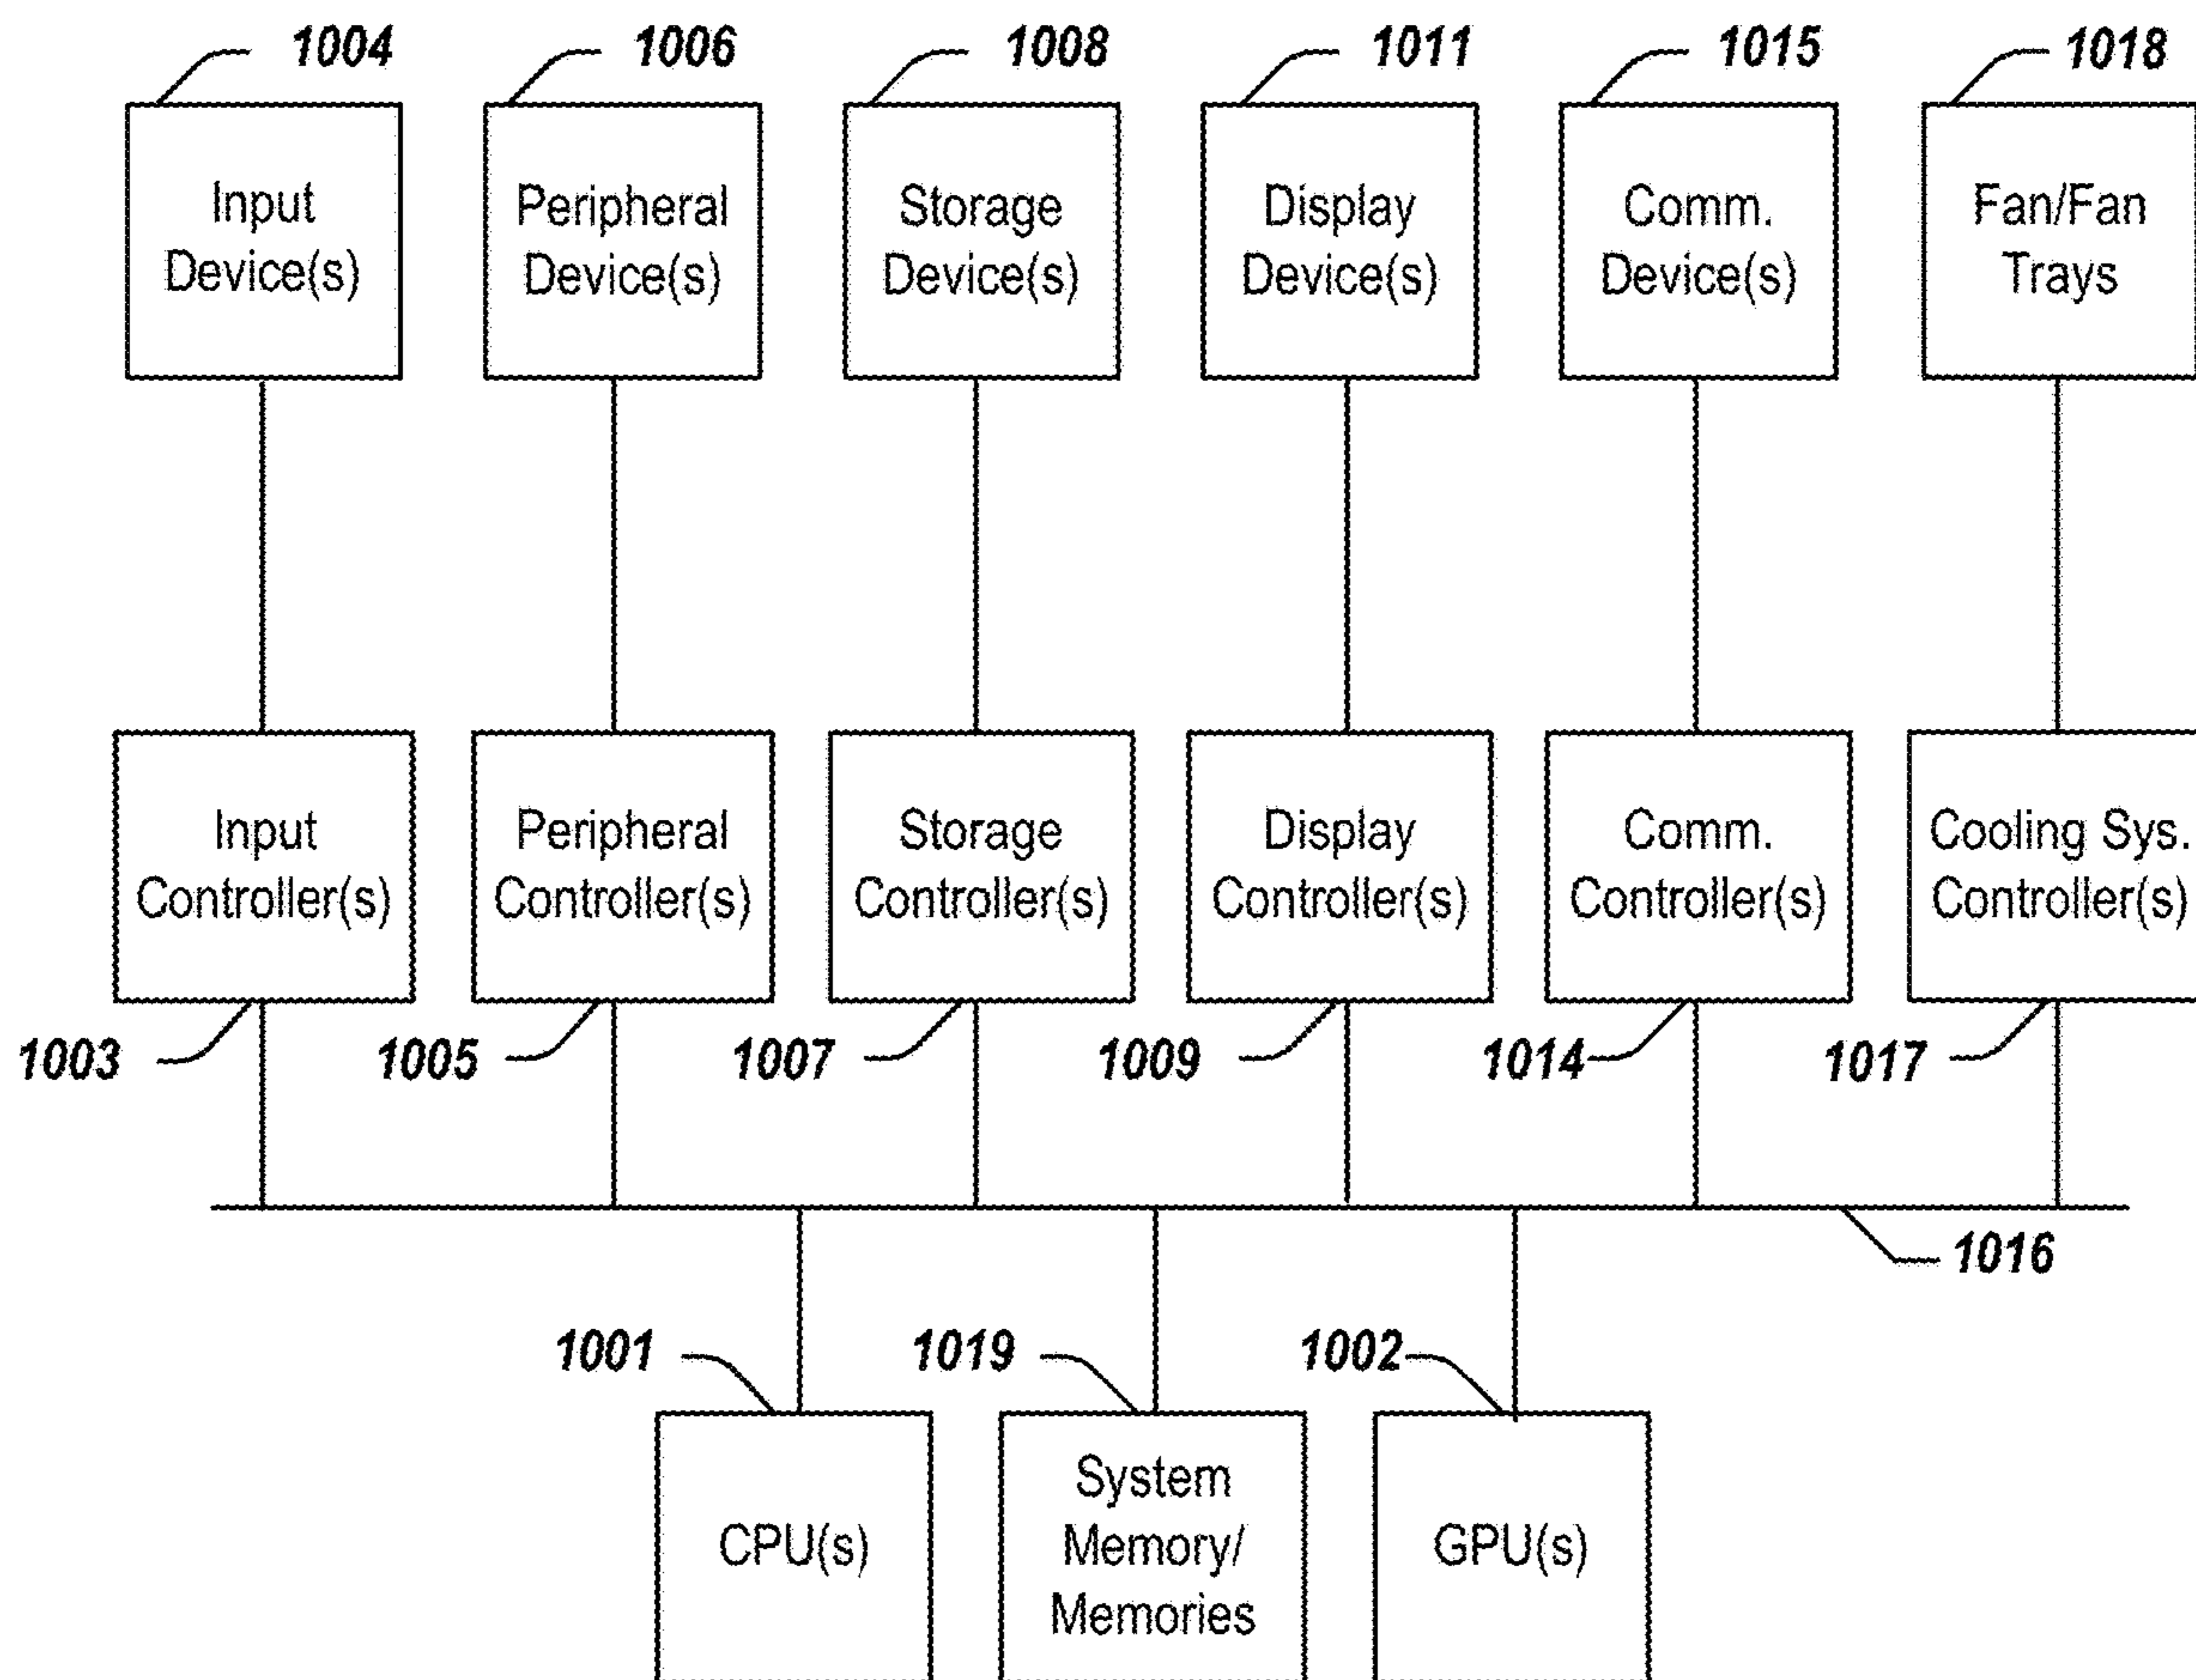 1004 1006 1008 1011 1015 1018
Input Peripheral Storage Display Comm. Fan/Fan
Device(s) Device(s) Device(s) Device(s) Device(s) Trays
Input Peripheral Storage Display Comm. Cooling Sys.
Controller(s) Controller(s) Controller(s) Controller(s) Controller(s) Controller(s)
1003 1005 1007 1009 1014 1017
1016
1001 1019 1002
System
CPU(s) Memory/ GPU(s)
Memories